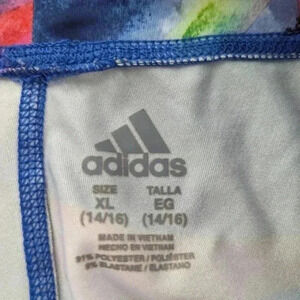 adidas
SIZE TALLA
XL EG
(14/16) (14/16)
MADE IN VIETNAM
HECHO EN VIETNAM
91% POLYESTER / POLIÉSTER
9% ELASTANE / ELASTANO